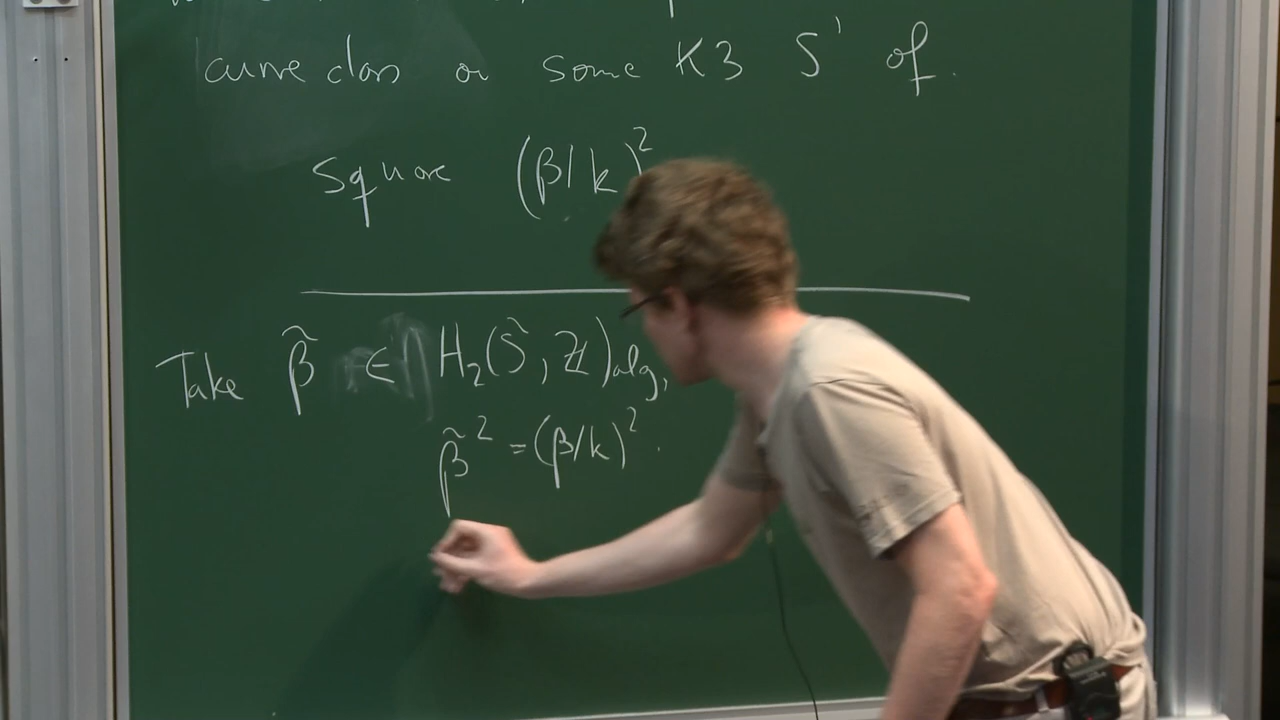 curve class on some K3 S' of
Square (β/k)²
Take β̃ ∈ H₂(S̃, ℤ)alg,
β̃² = (β/k)².